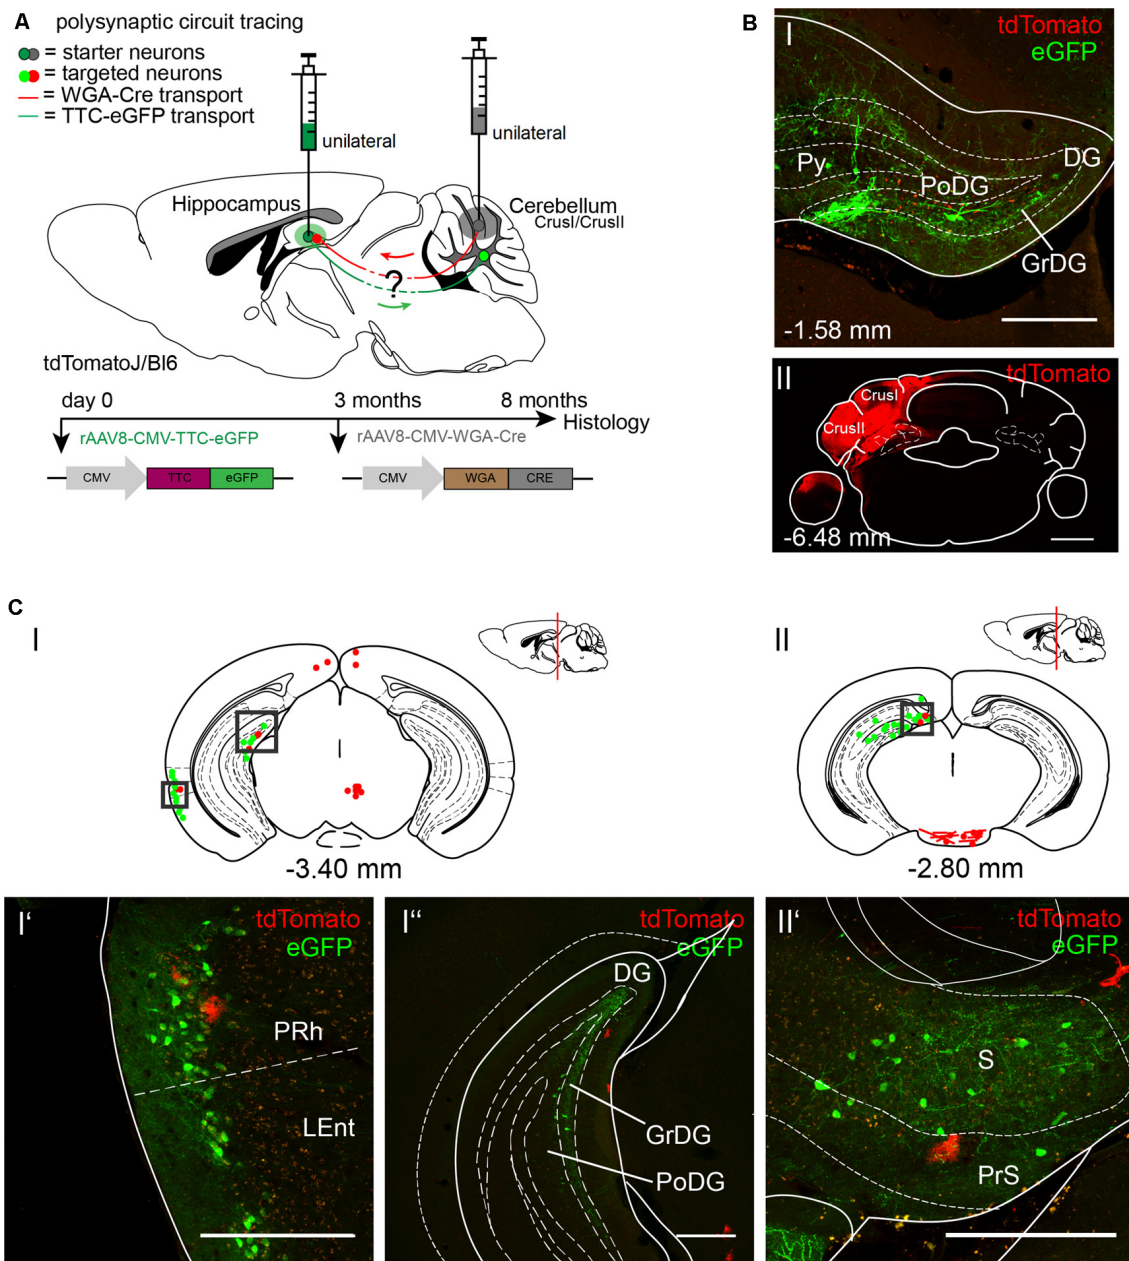 A polysynaptic circuit tracing
= starter neurons
= targeted neurons
= WGA-Cre transport
= TTC-eGFP transport
unilateral
unilateral
Hippocampus
Cerebellum
CrusI/CrusII
?
tdTomatoJ/Bl6
day 0 3 months 8 months
Histology
rAAV8-CMV-TTC-eGFP rAAV8-CMV-WGA-Cre
CMV TTC eGFP CMV WGA CRE
B
I tdTomato
eGFP
Py PoDG DG
GrDG
-1.58 mm
II tdTomato
CrusI
CrusII
-6.48 mm
C
I
-3.40 mm
II
-2.80 mm
I‘ tdTomato
eGFP
PRh
LEnt
I“ tdTomato
eGFP
DG
GrDG
PoDG
II‘ tdTomato
eGFP
S
PrS